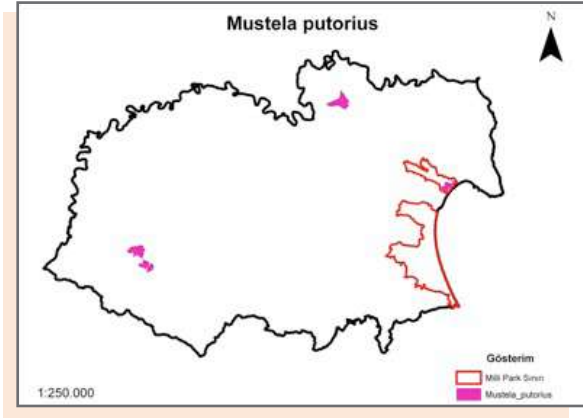 Mustela putorius
N
Gösterim
Milli Park Sınırı
Mustela_putorius
1:250.000